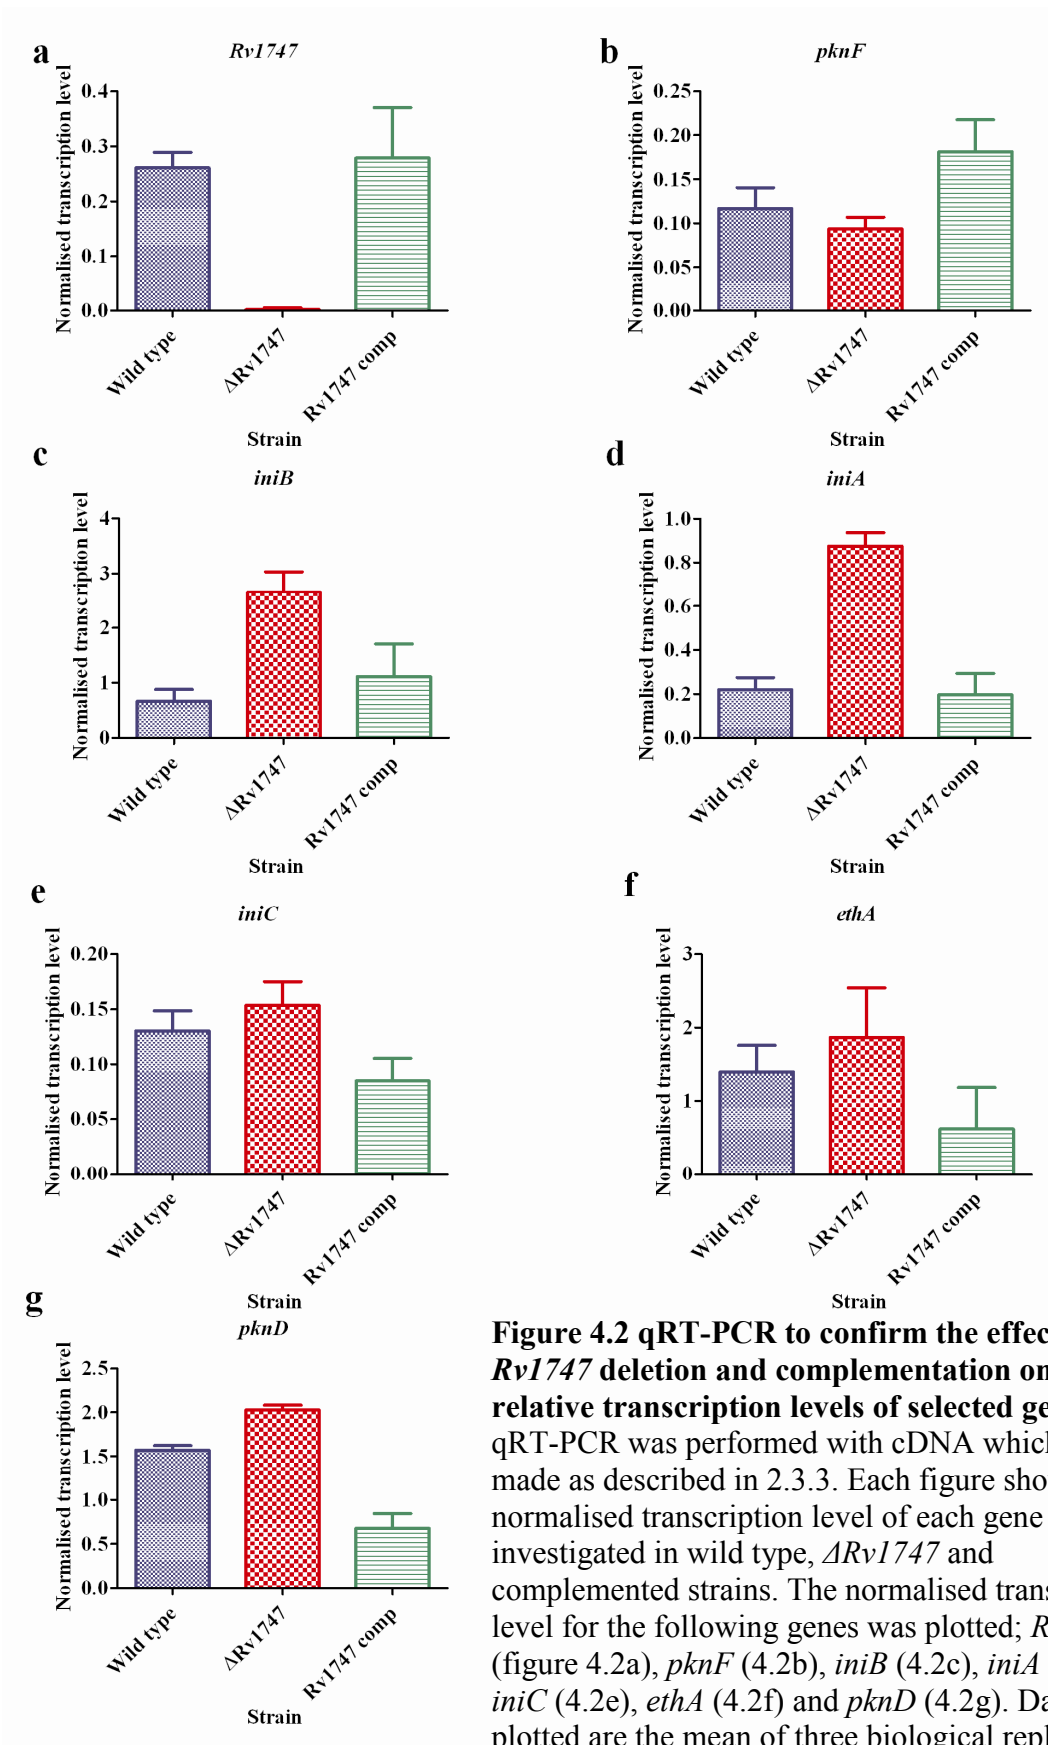 a
Rv1747
Normalised transcription level
0.4
0.3
0.2
0.1
0.0
Wild type
ΔRv1747
Rv1747 comp
Strain
b
pknF
Normalised transcription level
0.25
0.20
0.15
0.10
0.05
0.00
Wild type
ΔRv1747
Rv1747 comp
Strain
c
iniB
Normalised transcription level
4
3
2
1
0
Wild type
ΔRv1747
Rv1747 comp
Strain
d
iniA
Normalised transcription level
1.0
0.8
0.6
0.4
0.2
0.0
Wild type
ΔRv1747
Rv1747 comp
Strain
e
iniC
Normalised transcription level
0.20
0.15
0.10
0.05
0.00
Wild type
ΔRv1747
Rv1747 comp
Strain
f
ethA
Normalised transcription level
3
2
1
0
Wild type
ΔRv1747
Rv1747 comp
Strain
g
pknD
Normalised transcription level
2.5
2.0
1.5
1.0
0.5
0.0
Wild type
ΔRv1747
Rv1747 comp
Strain
Figure 4.2 qRT-PCR to confirm the effec
Rv1747 deletion and complementation on
relative transcription levels of selected ge
qRT-PCR was performed with cDNA which
made as described in 2.3.3. Each figure sho
normalised transcription level of each gene
investigated in wild type, ΔRv1747 and
complemented strains. The normalised trans
level for the following genes was plotted; R
(figure 4.2a), pknF (4.2b), iniB (4.2c), iniA
iniC (4.2e), ethA (4.2f) and pknD (4.2g). Da
plotted are the mean of three biological repl